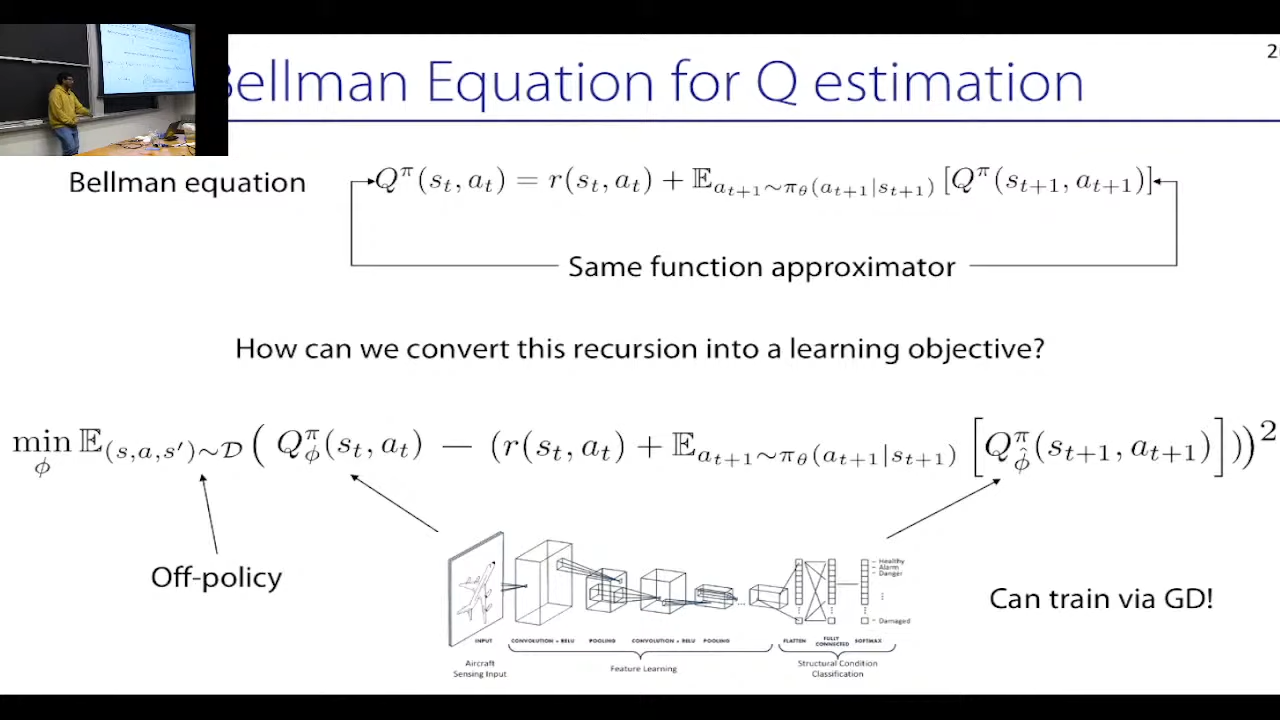 Bellman Equation for Q estimation
Bellman equation
Q^π(s_t, a_t) = r(s_t, a_t) + 𝔼_{a_{t+1}∼π_θ(a_{t+1}|s_{t+1})} [Q^π(s_{t+1}, a_{t+1})]
Same function approximator
How can we convert this recursion into a learning objective?
min_ϕ 𝔼_{(s,a,s′)∼𝒟} ( Q^π_ϕ(s_t, a_t) − (r(s_t, a_t) + 𝔼_{a_{t+1}∼π_θ(a_{t+1}|s_{t+1})} [Q^π_{ϕ̂}(s_{t+1}, a_{t+1})]))^2
Off-policy
Healthy
Alarm
Danger
Damaged
Can train via GD!
INPUT CONVOLUTION + RELU POOLING CONVOLUTION + RELU POOLING FLATTEN FULLY CONNECTED SOFTMAX
Aircraft
Sensing Input
Feature Learning
Structural Condition
Classification